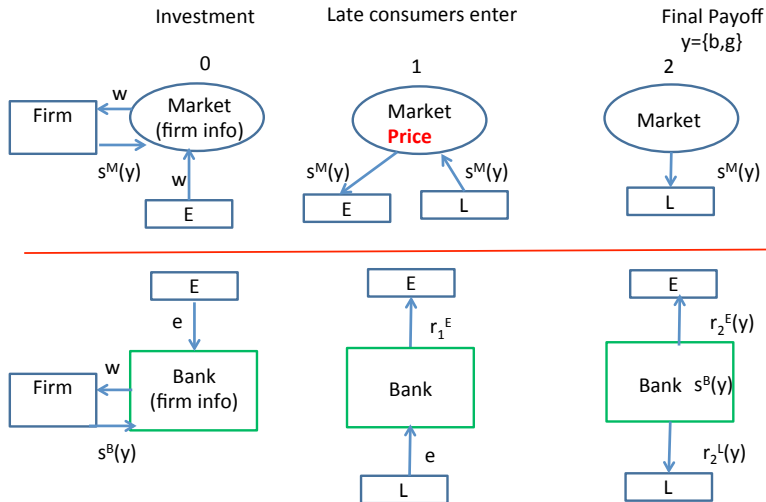 Investment
Late consumers enter
Final Payoff
y={b,g}
0
1
2
w
Firm
Market
(firm info)
s^M(y)
w
E
Market
Price
s^M(y)
s^M(y)
E
L
Market
s^M(y)
L
E
e
w
Firm
Bank
(firm info)
s^B(y)
E
r_1^E
Bank
e
L
E
r_2^E(y)
Bank s^B(y)
r_2^L(y)
L